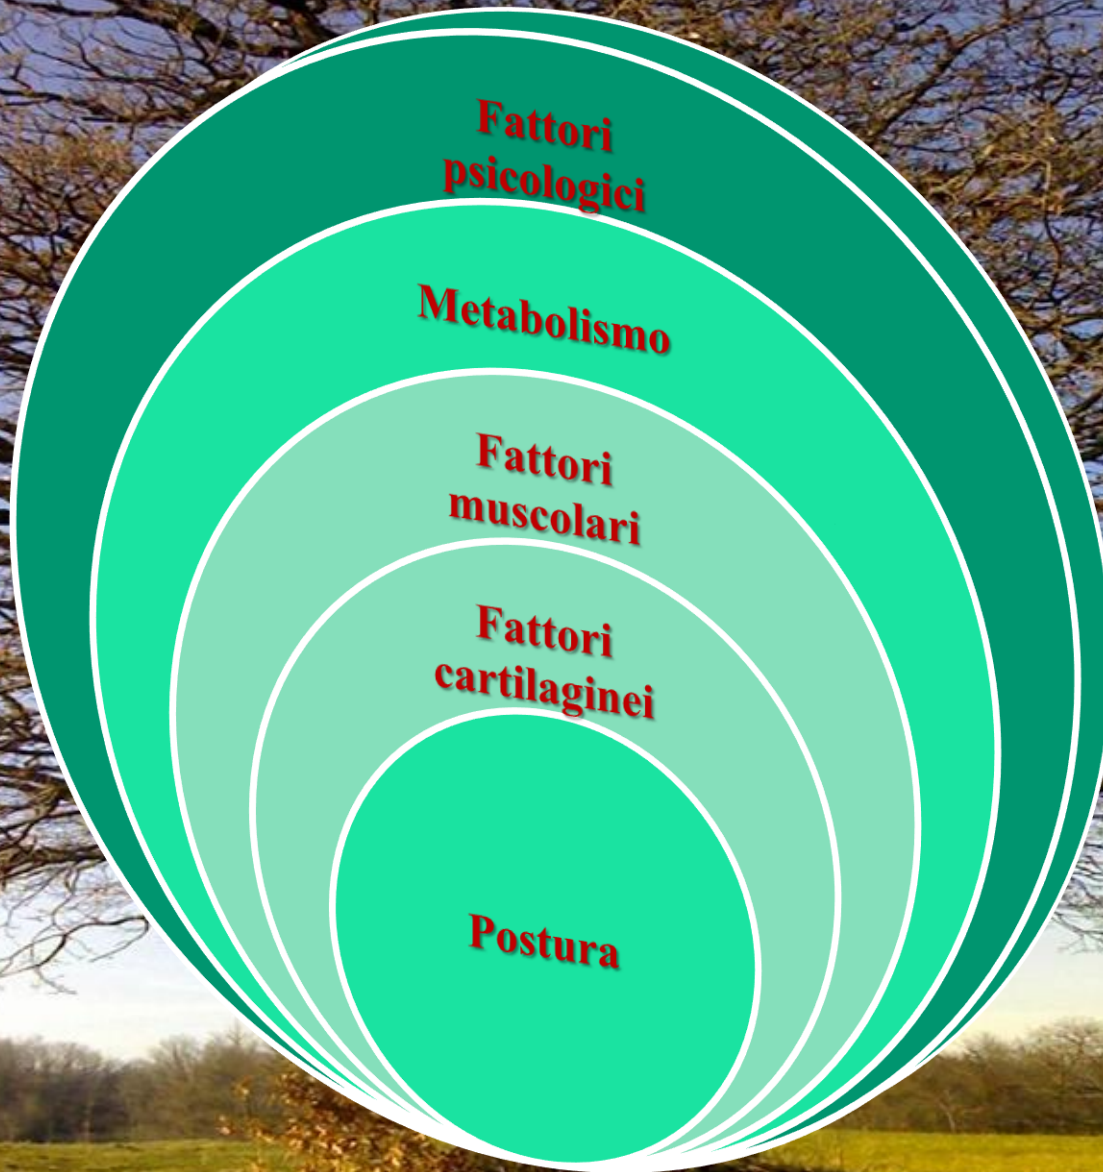 Fattori
psicologici
Metabolismo
Fattori
muscolari
Fattori
cartilaginei
Postura